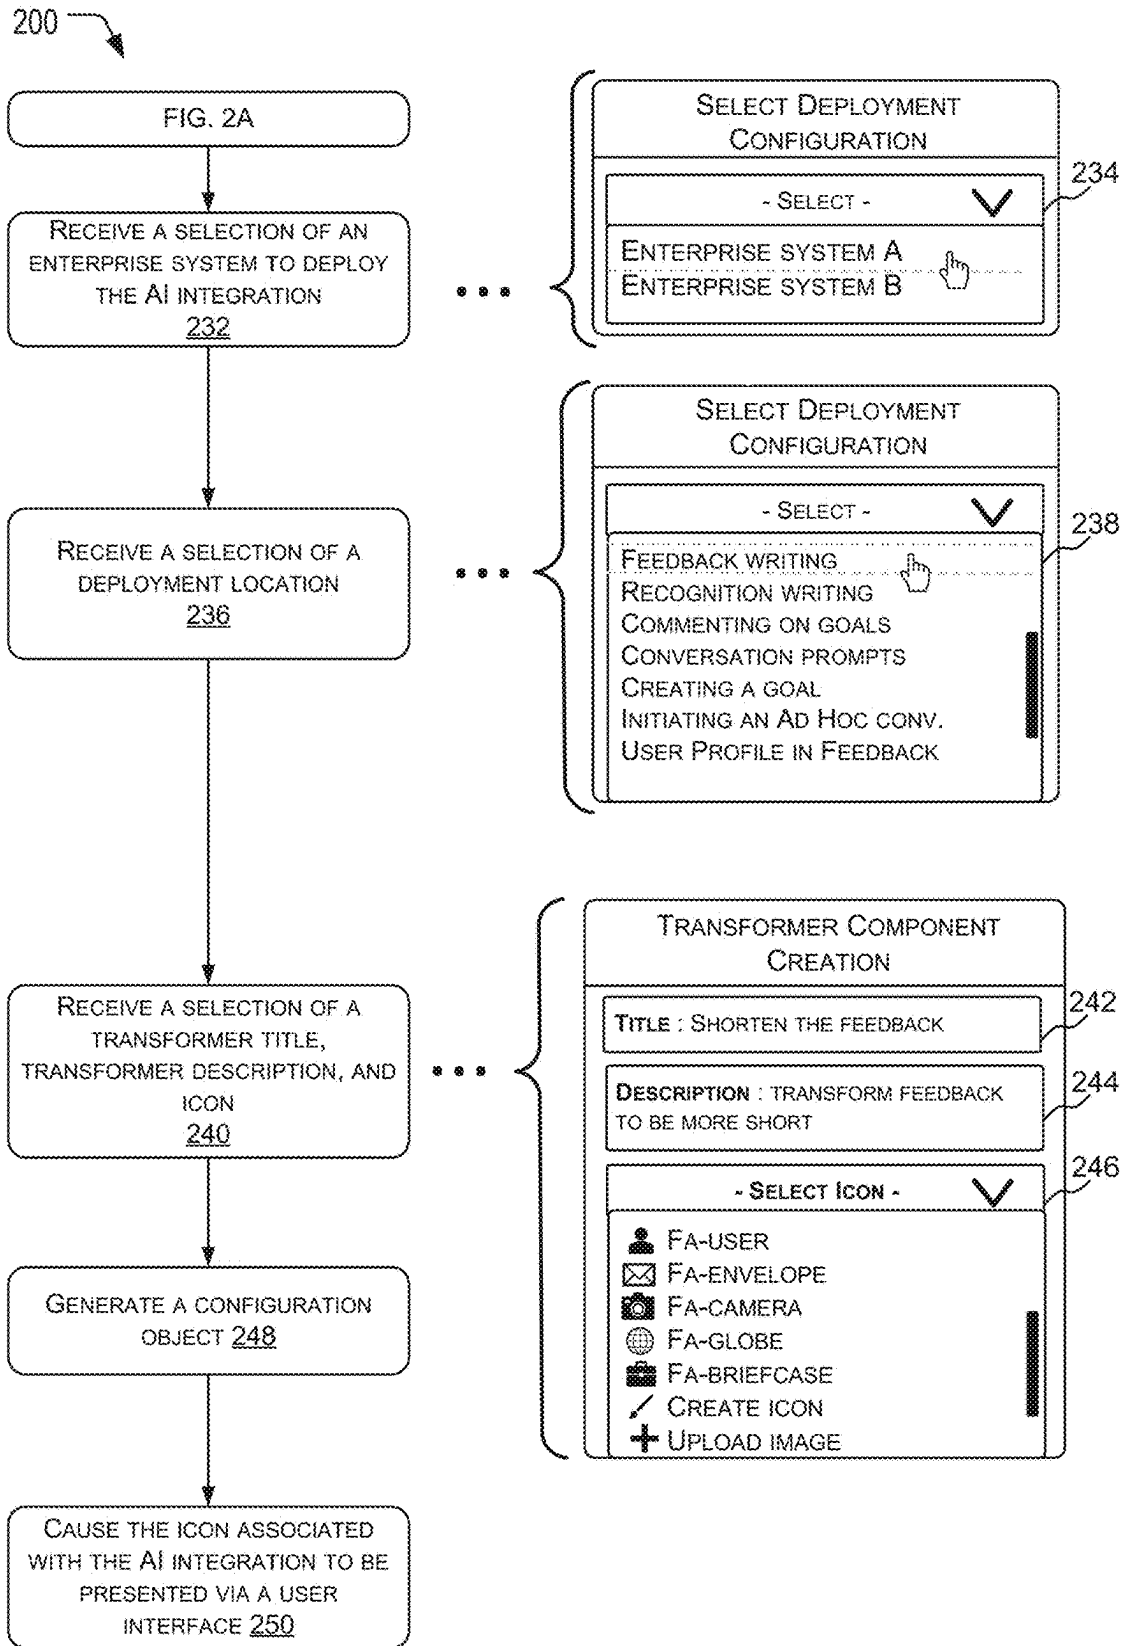 200
FIG. 2A
RECEIVE A SELECTION OF AN
ENTERPRISE SYSTEM TO DEPLOY
THE AI INTEGRATION
232
SELECT DEPLOYMENT
CONFIGURATION
- SELECT -
234
ENTERPRISE SYSTEM A
ENTERPRISE SYSTEM B
RECEIVE A SELECTION OF A
DEPLOYMENT LOCATION
236
SELECT DEPLOYMENT
CONFIGURATION
- SELECT -
238
FEEDBACK WRITING
RECOGNITION WRITING
COMMENTING ON GOALS
CONVERSATION PROMPTS
CREATING A GOAL
INITIATING AN AD HOC CONV.
USER PROFILE IN FEEDBACK
RECEIVE A SELECTION OF A
TRANSFORMER TITLE,
TRANSFORMER DESCRIPTION, AND
ICON
240
TRANSFORMER COMPONENT
CREATION
TITLE : SHORTEN THE FEEDBACK
242
DESCRIPTION : TRANSFORM FEEDBACK
TO BE MORE SHORT
244
- SELECT ICON -
246
FA-USER
FA-ENVELOPE
FA-CAMERA
FA-GLOBE
FA-BRIEFCASE
CREATE ICON
UPLOAD IMAGE
GENERATE A CONFIGURATION
OBJECT 248
CAUSE THE ICON ASSOCIATED
WITH THE AI INTEGRATION TO BE
PRESENTED VIA A USER
INTERFACE 250